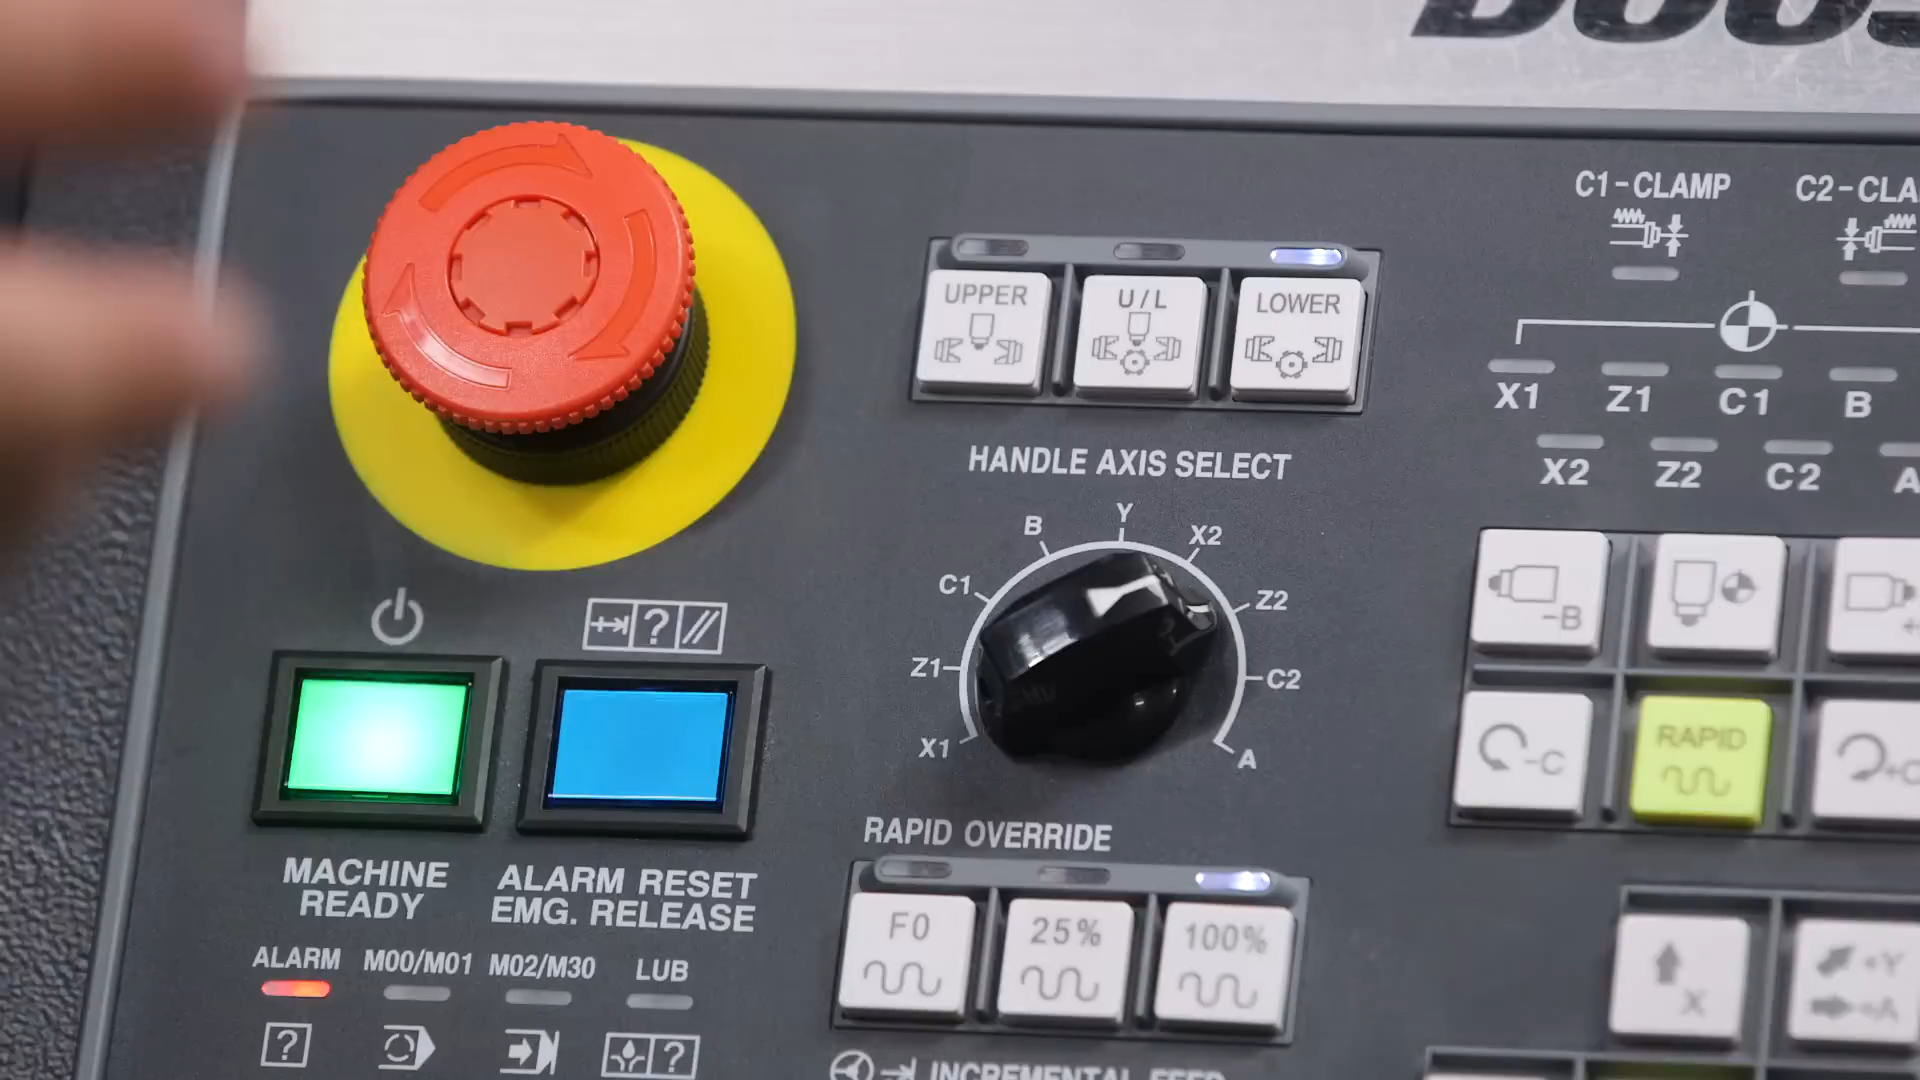 DOOS
C1-CLAMP
C2-CLA
UPPER
U/L
LOWER
X1 Z1 C1 B
X2 Z2 C2 A
HANDLE AXIS SELECT
X1
Z1
C1
B
Y
X2
Z2
C2
A
-B
-C
RAPID
+C
MACHINE
READY
ALARM RESET
EMG. RELEASE
ALARM M00/M01 M02/M30 LUB
?
?
?
RAPID OVERRIDE
F0
25%
100%
X
+Y
+A
INCREMENTAL FEED